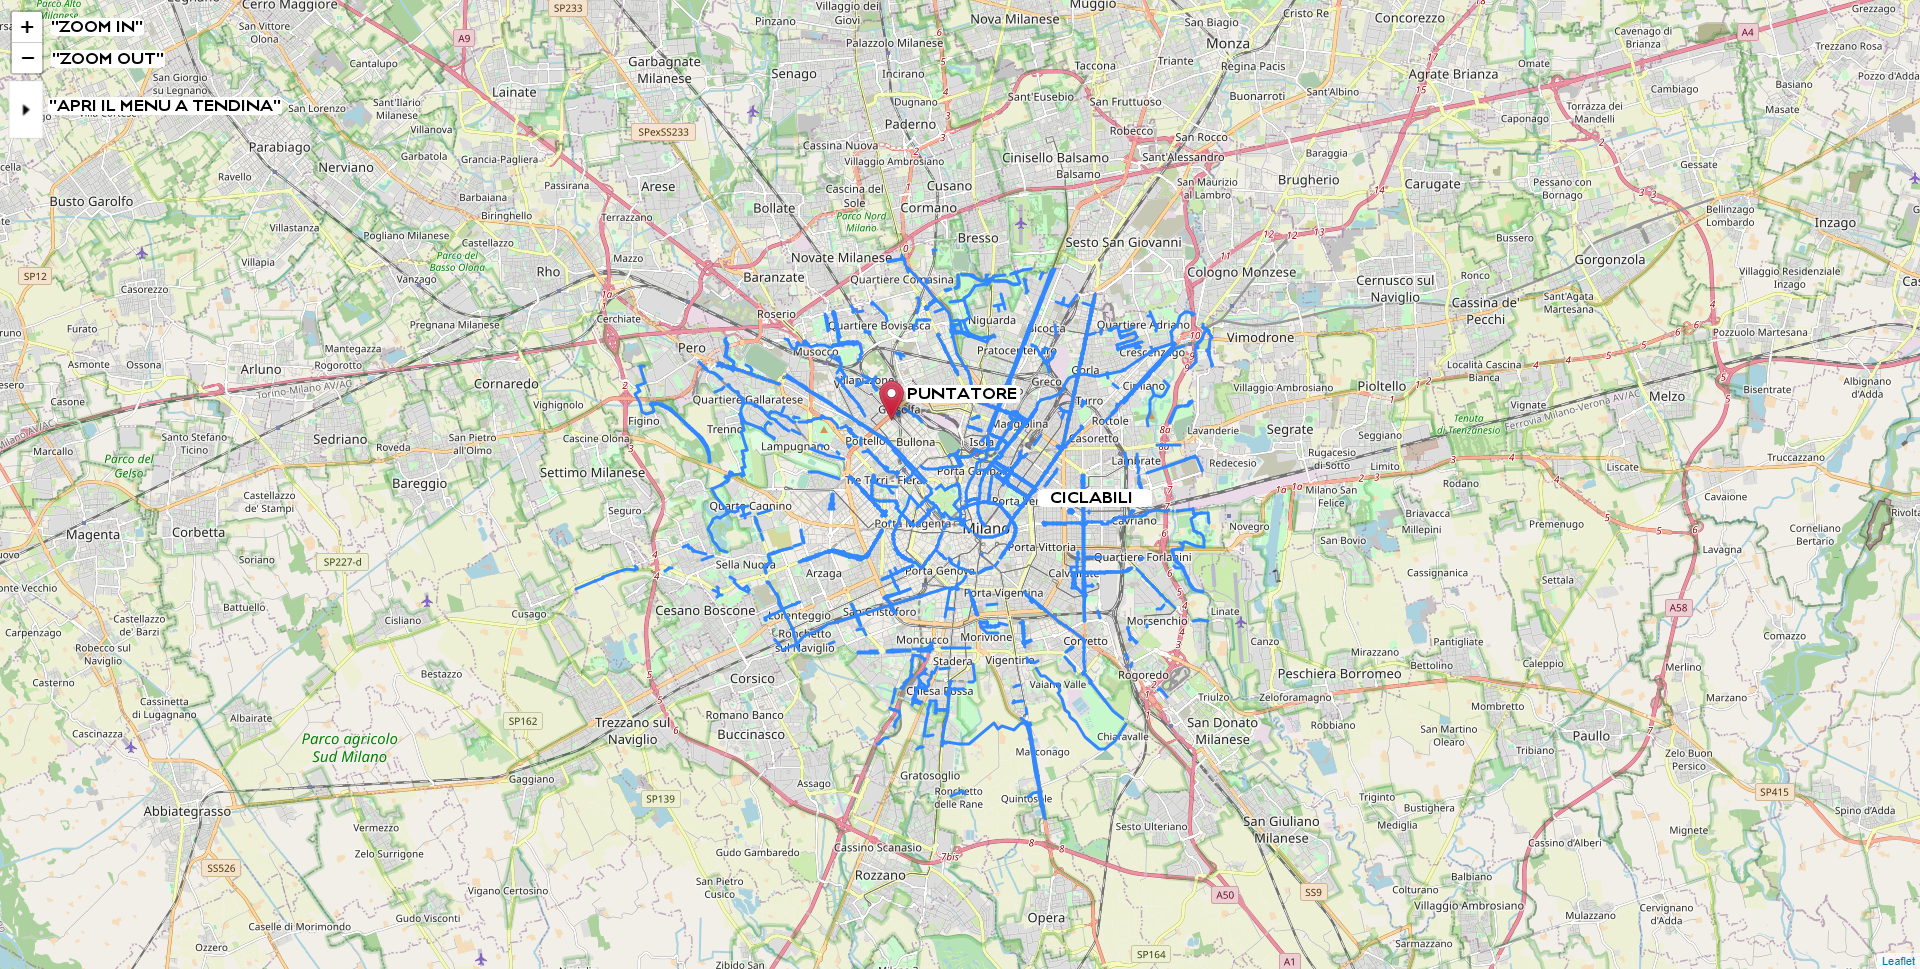 + "ZOOM IN"
− "ZOOM OUT"
"APRI IL MENU A TENDINA"
Cerro Maggiore
SP233
Villaggio dei Giovi
Pinzano
Nova Milanese
Muggio
San Biagio
Cristo Re
Concorezzo
Cavenago di Brianza
Grezzago
A9
A4
Palazzolo Milanese
Monza
Trezzano Rosa
San Vittore Olona
Cantalupo
Garbagnate Milanese
Senago
Incirano
Taccona
Triante
Regina Pacis
Agrate Brianza
Omate
Pozzo d'Adda
San Giorgio su Legnano
Lainate
Dugnano
Sant'Eusebio
San Fruttuoso
Buonarroti
Sant'Albino
Cambiago
Basiano
Masate
San Lorenzo
Sant'Ilario Milanese
Villanova
Paderno
Robecco
San Rocco
Caponago
Torrazza dei Mandelli
SPexSS233
Parabiago
Nerviano
Garbatola
Grancia-Pagliera
Cassina Nuova
Villaggio Ambrosiano
Cinisello Balsamo
Balsamo
Sant'Alessandro
Baraggia
Gessate
Ravello
Passirana
Arese
Cascina del Sole
Cusano
San Maurizio al Lambro
Brugherio
Carugate
Pessano con Bornago
Busto Garolfo
Barbaiana
Biringhello
Terrazzano
Bollate
Parco Nord Milano
Cormano
Bellinzago Lombardo
Inzago
Villastanza
Pogliano Milanese
Castellazzo
Parco del Basso Olona
Mazzo
Novate Milanese
Bresso
Sesto San Giovanni
Bussero
Gorgonzola
Villapia
SP12
Casorezzo
Vanzago
Rho
Baranzate
Quartiere Comasina
Cologno Monzese
Cernusco sul Naviglio
Ronco
Villaggio Residenziale Inzago
Sant'Agata Martesana
Cassina de' Pecchi
Furato
Pregnana Milanese
Cerchiate
Roserio
Quartiere Bovisasca
Niguarda
Bicocca
Quartiere Adriano
Vimodrone
Pozzuolo Martesana
Asmonte
Ossona
Mantegazza
Rogorotto
Pero
Musocco
Pratocentenaro
Crescenzago
Località Cascina Bianca
Arluno
Torino-Milano AV/AC
Cornaredo
Villapizzone
Greco
Gorla
Cimiano
Villaggio Ambrosiano
Pioltello
Bisentrate
Albignano d'Adda
Casone
Vighignolo
Quartiere Gallaratese
PUNTATORE
Turro
Melzo
Vignate
Milano AV/AC
Santo Stefano Ticino
Sedriano
Roveda
San Pietro all'Olmo
Figino
Trenno
Maggiolina
Rottole
Tenuta di Trenzanesio
Ferrovia Milano-Verona AV/AC
Marcallo
Cascine Olona
Lampugnano
Portello
Bullona
Isola
Casoretto
Lavanderie
Segrate
Seggiano
Parco del Gelso
Settimo Milanese
Porta Garibaldi
Lambrate
Redecesio
Rugacesio di Sotto
Limito
Liscate
Truccazzano
Bareggio
Castellazzo de' Stampi
Tre Torri - Fiera
CICLABILI
Rodano
Milano San Felice
Cavaione
Corbetta
Seguro
Quarto Cagnino
Porta Magenta
Milano
Cavriano
Novegro
Briavacca
Millepini
Premenugo
Corneliano Bertario
Magenta
Soriano
SP227-d
Sella Nuova
Arzaga
Porta Genova
Porta Vittoria
Quartiere Forlanini
San Bovio
Lagnana
Calvairate
Cassignanica
Settala
Porta Vigentina
Battuello
Cusago
Cesano Boscone
Lorenteggio
San Cristoforo
Linate
A58
Cisliano
Castellazzo de' Barzi
Carpenzago
Robecco sul Naviglio
Ronchetto sul Naviglio
Moncucco
Morivione
Corvetto
Morsenchio
Canzo
Pantigliate
Comazzo
Mirazzano
Casterno
Bestazzo
Corsico
Stadera
Vigentino
Rogoredo
Peschiera Borromeo
Bettolino
Caleppio
Merlino
Cassinetta di Lugagnano
Albairate
SP162
Chiesa Rossa
Vaiano Valle
Triulzo
Zeloforamagno
Mombretto
Marzano
Cascinazza
Parco agricolo Sud Milano
Trezzano sul Naviglio
Romano Banco
Buccinasco
Chiaravalle
San Donato Milanese
Robbiano
San Martino Olearo
Paullo
Tribiano
Zelo Buon Persico
Gaggiano
Assago
Gratosoglio
Macconago
Abbiategrasso
SP139
Ronchetto delle Rane
Quintosole
Triginto
Bustighera
SP415
Vermezzo
Zelo Surrigone
Gudo Gambaredo
Cassino Scanasio
Sesto Ulteriano
San Giuliano Milanese
Mediglia
Mignete
Spino d'Adda
SS526
San Pietro Cusico
Rozzano
Cassino d'Alberi
Balbiano
Vigano Certosino
A50
SS9
Colturano
Villaggio Ambrosiano
Cervignano d'Adda
Gudo Visconti
Caselle di Morimondo
Opera
Mulazzano
Ozzero
Zibido San
SP164
A1
Sarmazzano
Leaflet